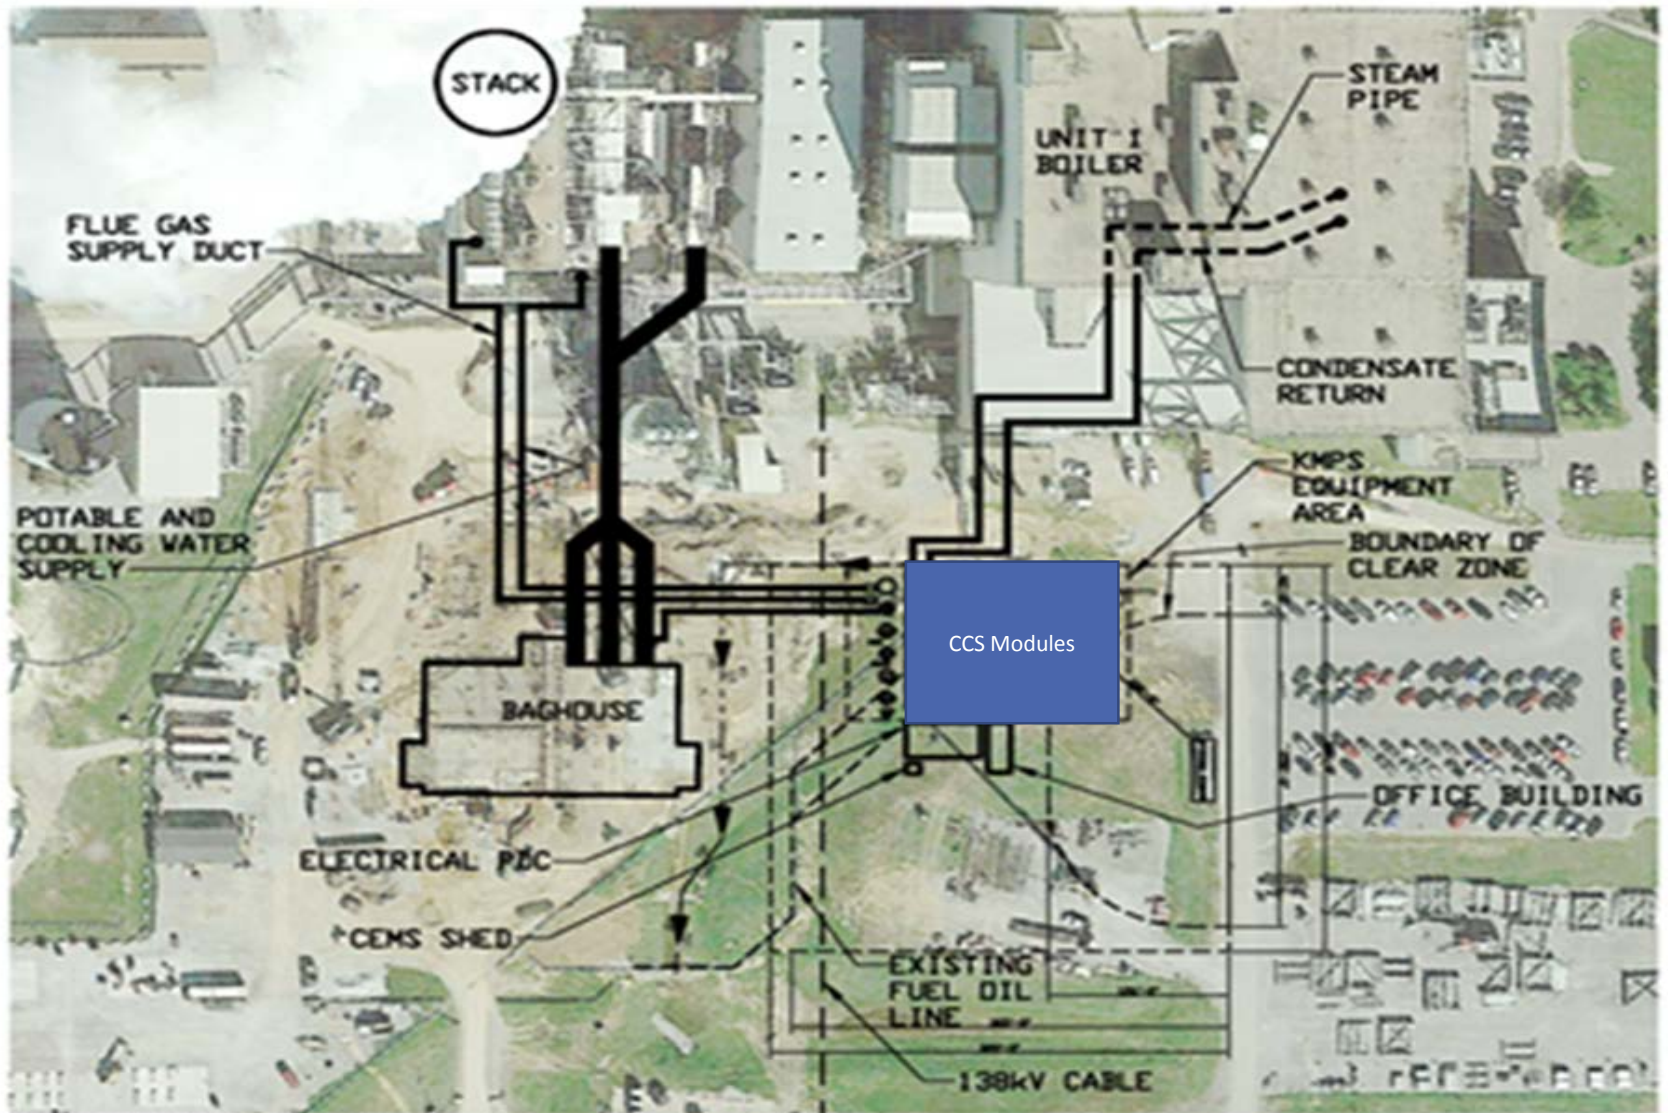 STACK
STEAM
PIPE
UNIT 1
BOILER
FLUE GAS
SUPPLY DUCT
CONDENSATE
RETURN
KMPS
EQUIPMENT
AREA
POTABLE AND
COOLING WATER
SUPPLY
BOUNDARY OF
CLEAR ZONE
CCS Modules
BAGHOUSE
OFFICE BUILDING
ELECTRICAL PDC
CEMS SHED
EXISTING
FUEL OIL
LINE
138kV CABLE